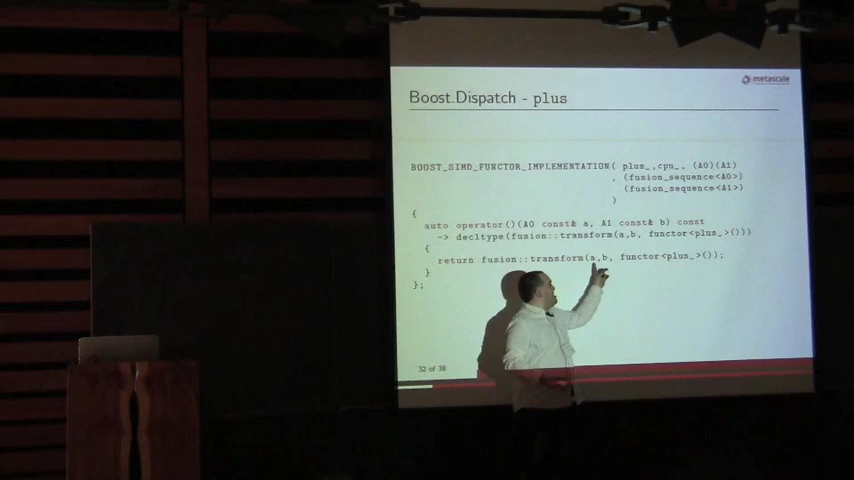 metascale
Boost.Dispatch - plus
BOOST_SIMD_FUNCTOR_IMPLEMENTATION( plus_,cpu_, (A0)(A1)
, (fusion_sequence<A0>)
(fusion_sequence<A1>)
)
{
auto operator()(A0 const& a, A1 const& b) const
-> decltype(fusion::transform(a,b, functor<plus_>()))
{
return fusion::transform(a,b, functor<plus_>());
}
};
32 of 38